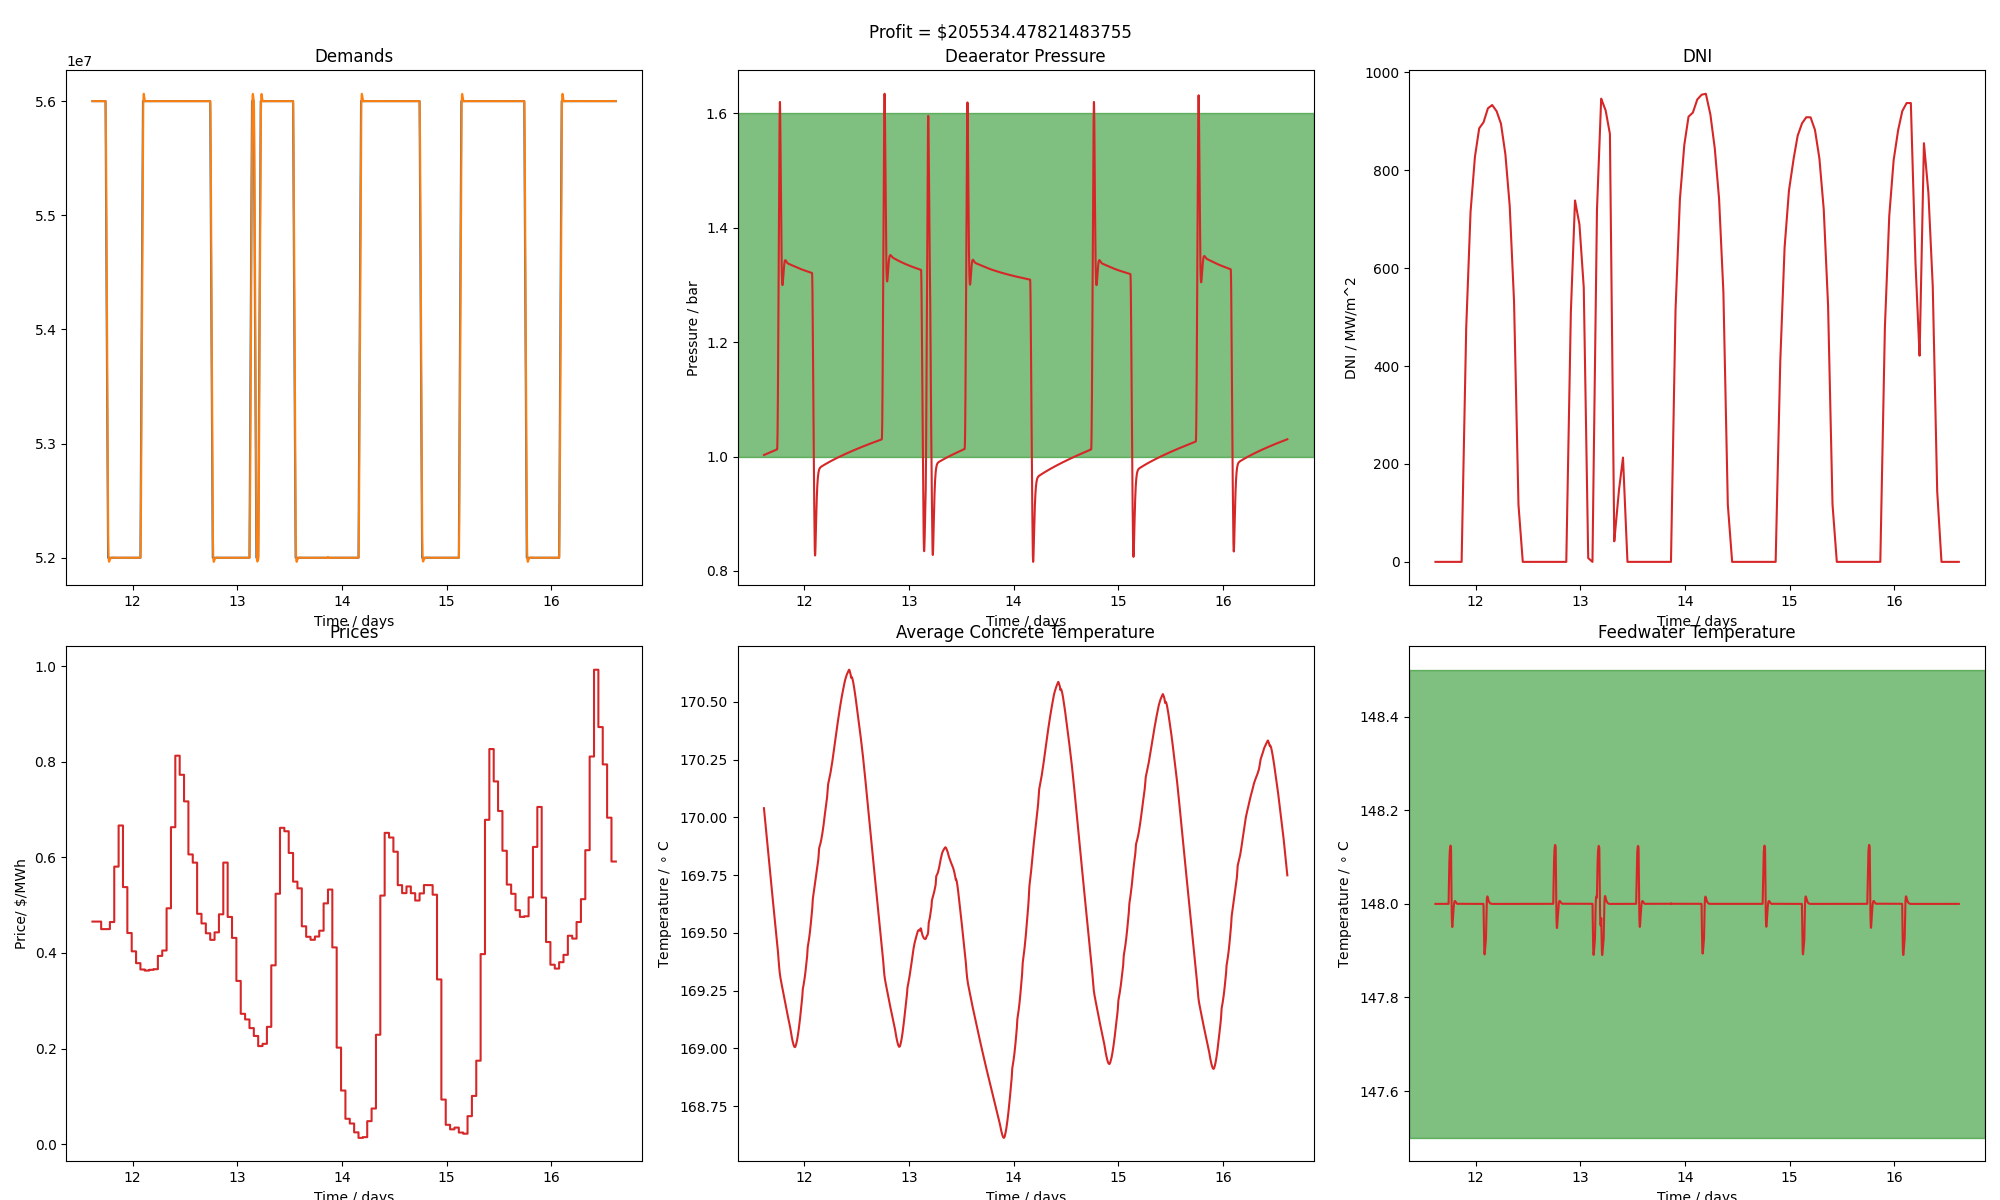 Profit = $205534.47821483755
Demands
1e7
5.6
5.5
5.4
5.3
5.2
12 13 14 15 16
Time / days
Deaerator Pressure
Pressure / bar
1.6
1.4
1.2
1.0
0.8
12 13 14 15 16
Time / days
DNI
DNI / MW/m^2
1000
800
600
400
200
0
12 13 14 15 16
Time / days
Prices
Price/ $/MWh
1.0
0.8
0.6
0.4
0.2
0.0
12 13 14 15 16
Time / days
Average Concrete Temperature
Temperature / ∘ C
170.50
170.25
170.00
169.75
169.50
169.25
169.00
168.75
12 13 14 15 16
Time / days
Feedwater Temperature
Temperature / ∘ C
148.4
148.2
148.0
147.8
147.6
12 13 14 15 16
Time / days